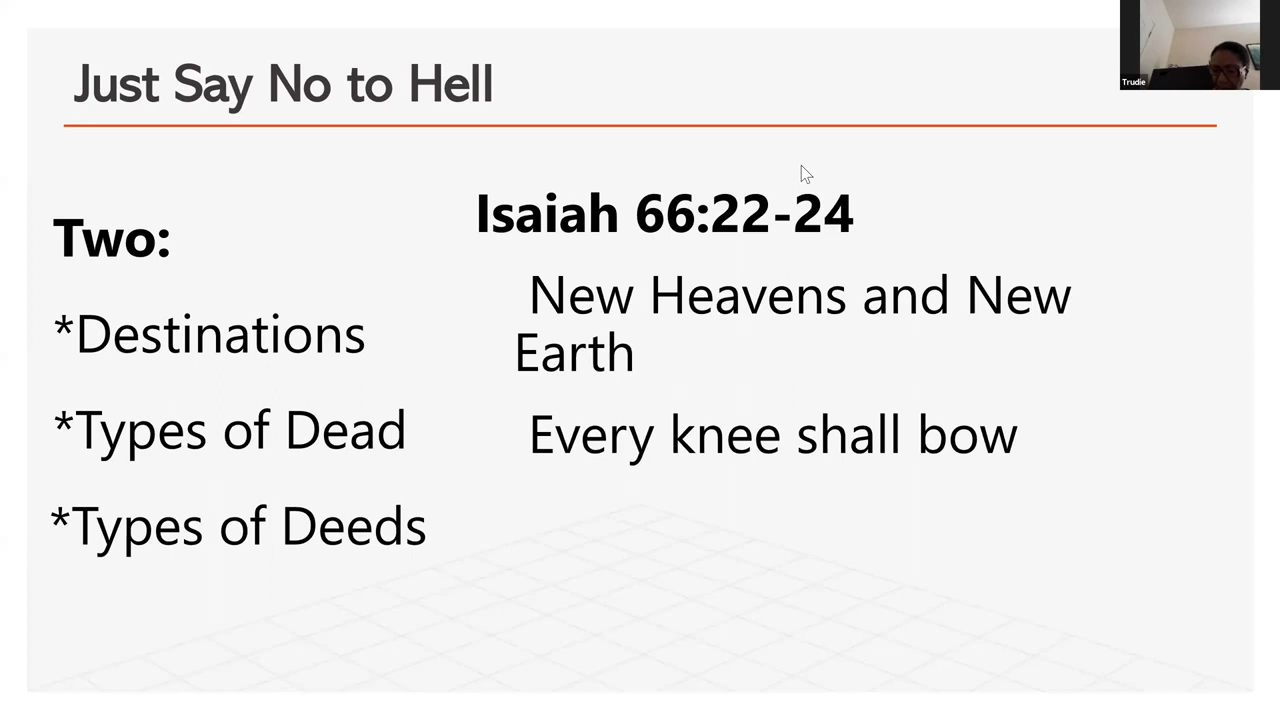 Just Say No to Hell
Trudie
Two:
*Destinations
*Types of Dead
*Types of Deeds
Isaiah 66:22-24
New Heavens and New
Earth
Every knee shall bow